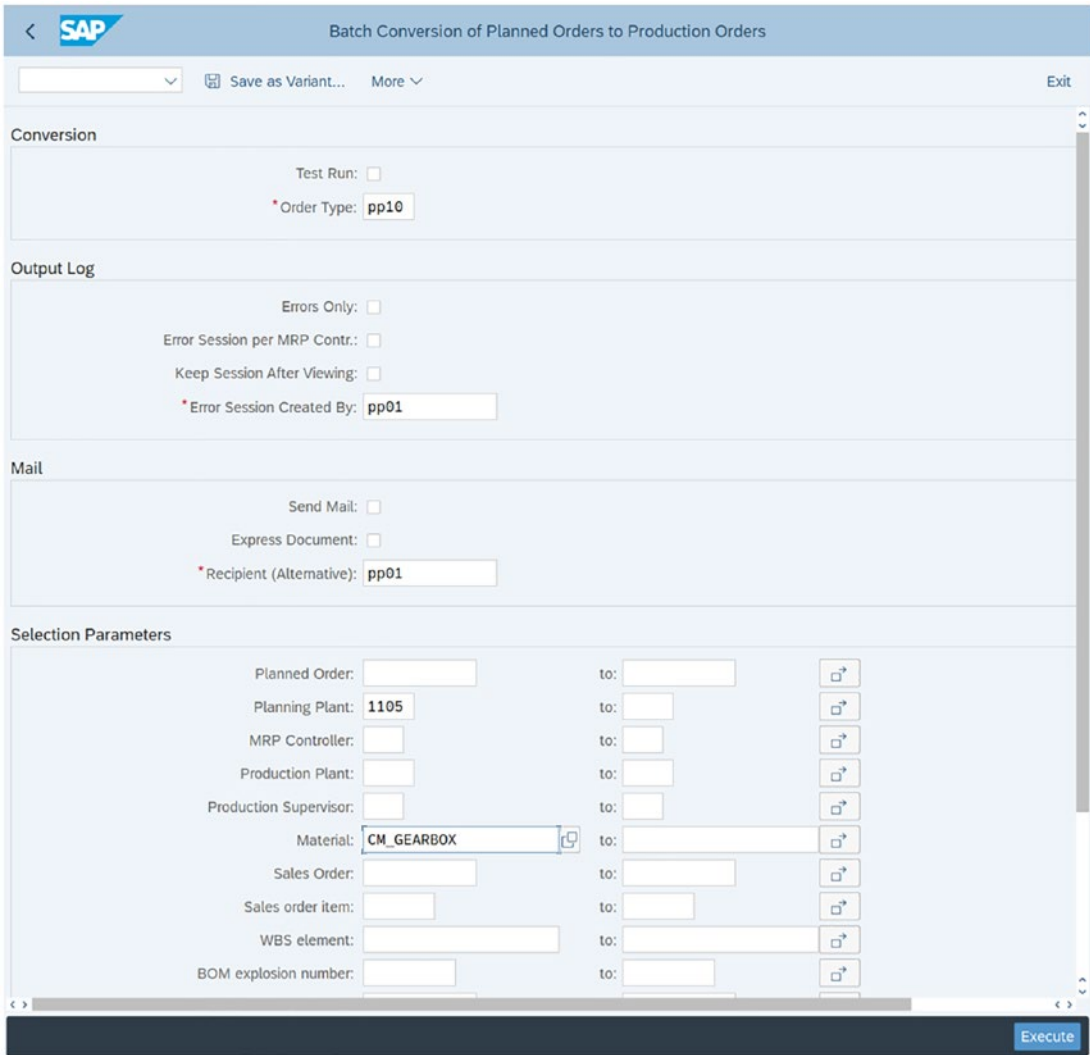 SAP Batch Conversion of Planned Orders to Production Orders
Save as Variant... More Exit
Conversion
Test Run:
*Order Type: pp10
Output Log
Errors Only:
Error Session per MRP Contr.:
Keep Session After Viewing:
*Error Session Created By: pp01
Mail
Send Mail:
Express Document:
*Recipient (Alternative): pp01
Selection Parameters
Planned Order: to:
Planning Plant: 1105 to:
MRP Controller: to:
Production Plant: to:
Production Supervisor: to:
Material: CM_GEARBOX to:
Sales Order: to:
Sales order item: to:
WBS element: to:
BOM explosion number: to:
Execute